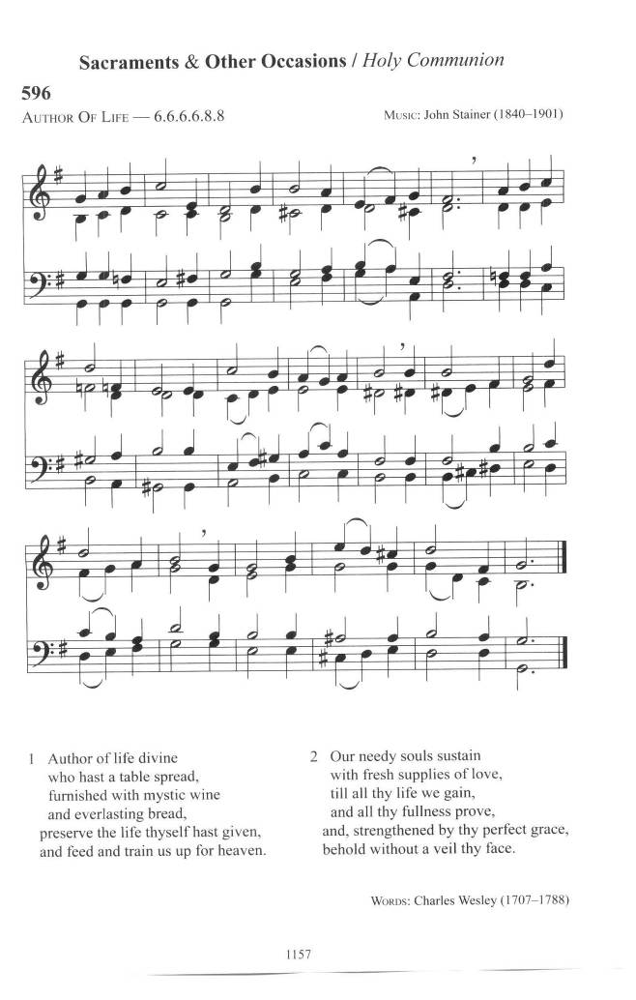 Sacraments & Other Occasions / Holy Communion
596
AUTHOR OF LIFE — 6.6.6.6.8.8
MUSIC: John Stainer (1840–1901)
1 Author of life divine
who hast a table spread,
furnished with mystic wine
and everlasting bread,
preserve the life thyself hast given,
and feed and train us up for heaven.
2 Our needy souls sustain
with fresh supplies of love,
till all thy life we gain,
and all thy fullness prove,
and, strengthened by thy perfect grace,
behold without a veil thy face.
WORDS: Charles Wesley (1707–1788)
1157